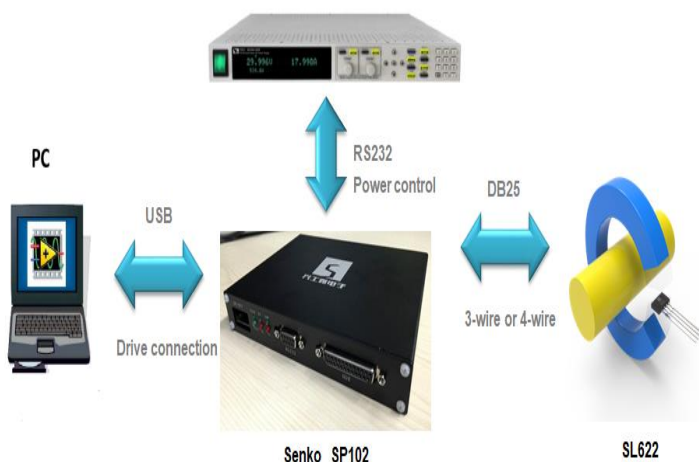 29.996V 17.990A
RS232
Power control
PC
DB25
USB
3-wire or 4-wire
Drive connection
Senko SP102
SL622